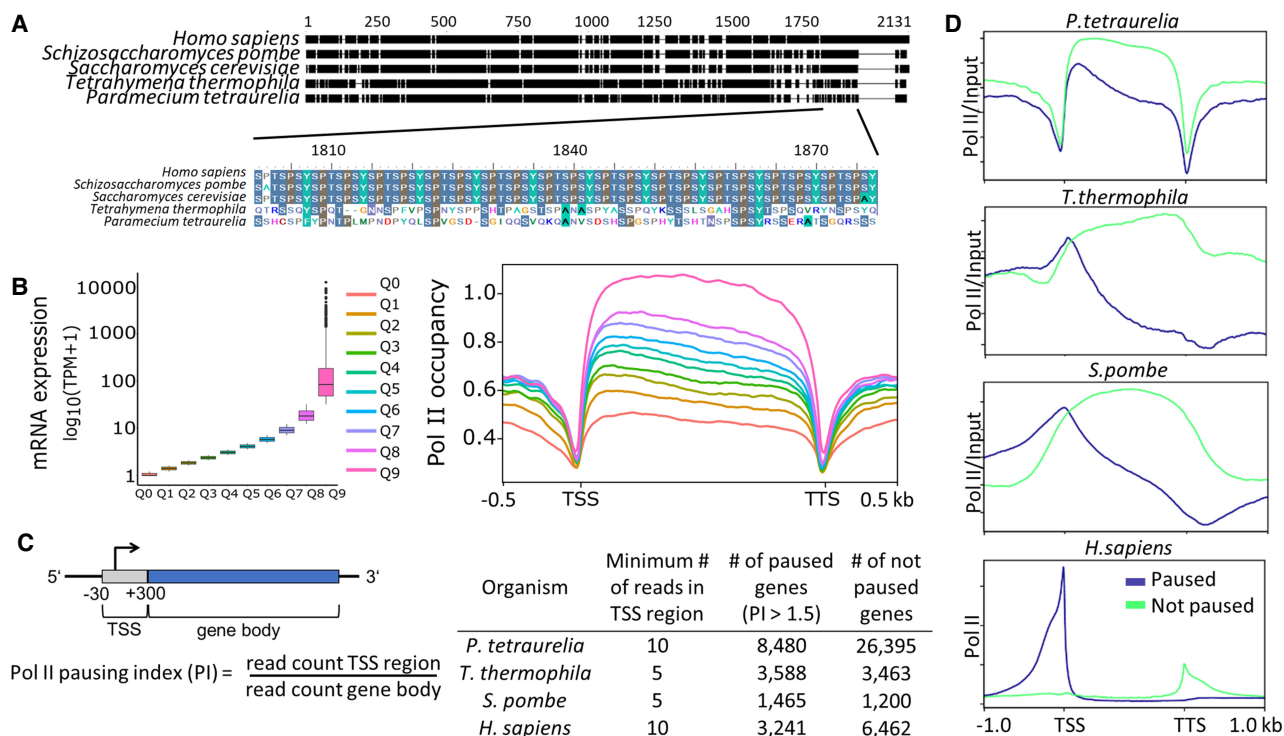 A
1 250 500 750 1000 1250 1500 1750 2131
Homo sapiens
Schizosaccharomyces pombe
Saccharomyces cerevisiae
Tetrahymena thermophila
Paramecium tetraurelia
1810 1840 1870
Homo sapiens
Schizosaccharomyces pombe
Saccharomyces cerevisiae
Tetrahymena thermophila
Paramecium tetraurelia
B
mRNA expression
log10(TPM+1)
10000
1000
100
10
1
Q0 Q1 Q2 Q3 Q4 Q5 Q6 Q7 Q8 Q9
Q0
Q1
Q2
Q3
Q4
Q5
Q6
Q7
Q8
Q9
Pol II occupancy
1.0
0.8
0.6
0.4
-0.5 TSS TTS 0.5 kb
C
5‘ 3‘
-30 +300
TSS gene body
Pol II pausing index (PI) = read count TSS region
read count gene body
Organism Minimum # of reads in TSS region # of paused genes (PI > 1.5) # of not paused genes
P. tetraurelia 10 8,480 26,395
T. thermophila 5 3,588 3,463
S. pombe 5 1,465 1,200
H. sapiens 10 3,241 6,462
D
P.tetraurelia
Pol II/Input
T.thermophila
Pol II/Input
S.pombe
Pol II/Input
H.sapiens
Pol II
Paused
Not paused
-1.0 TSS TTS 1.0 kb